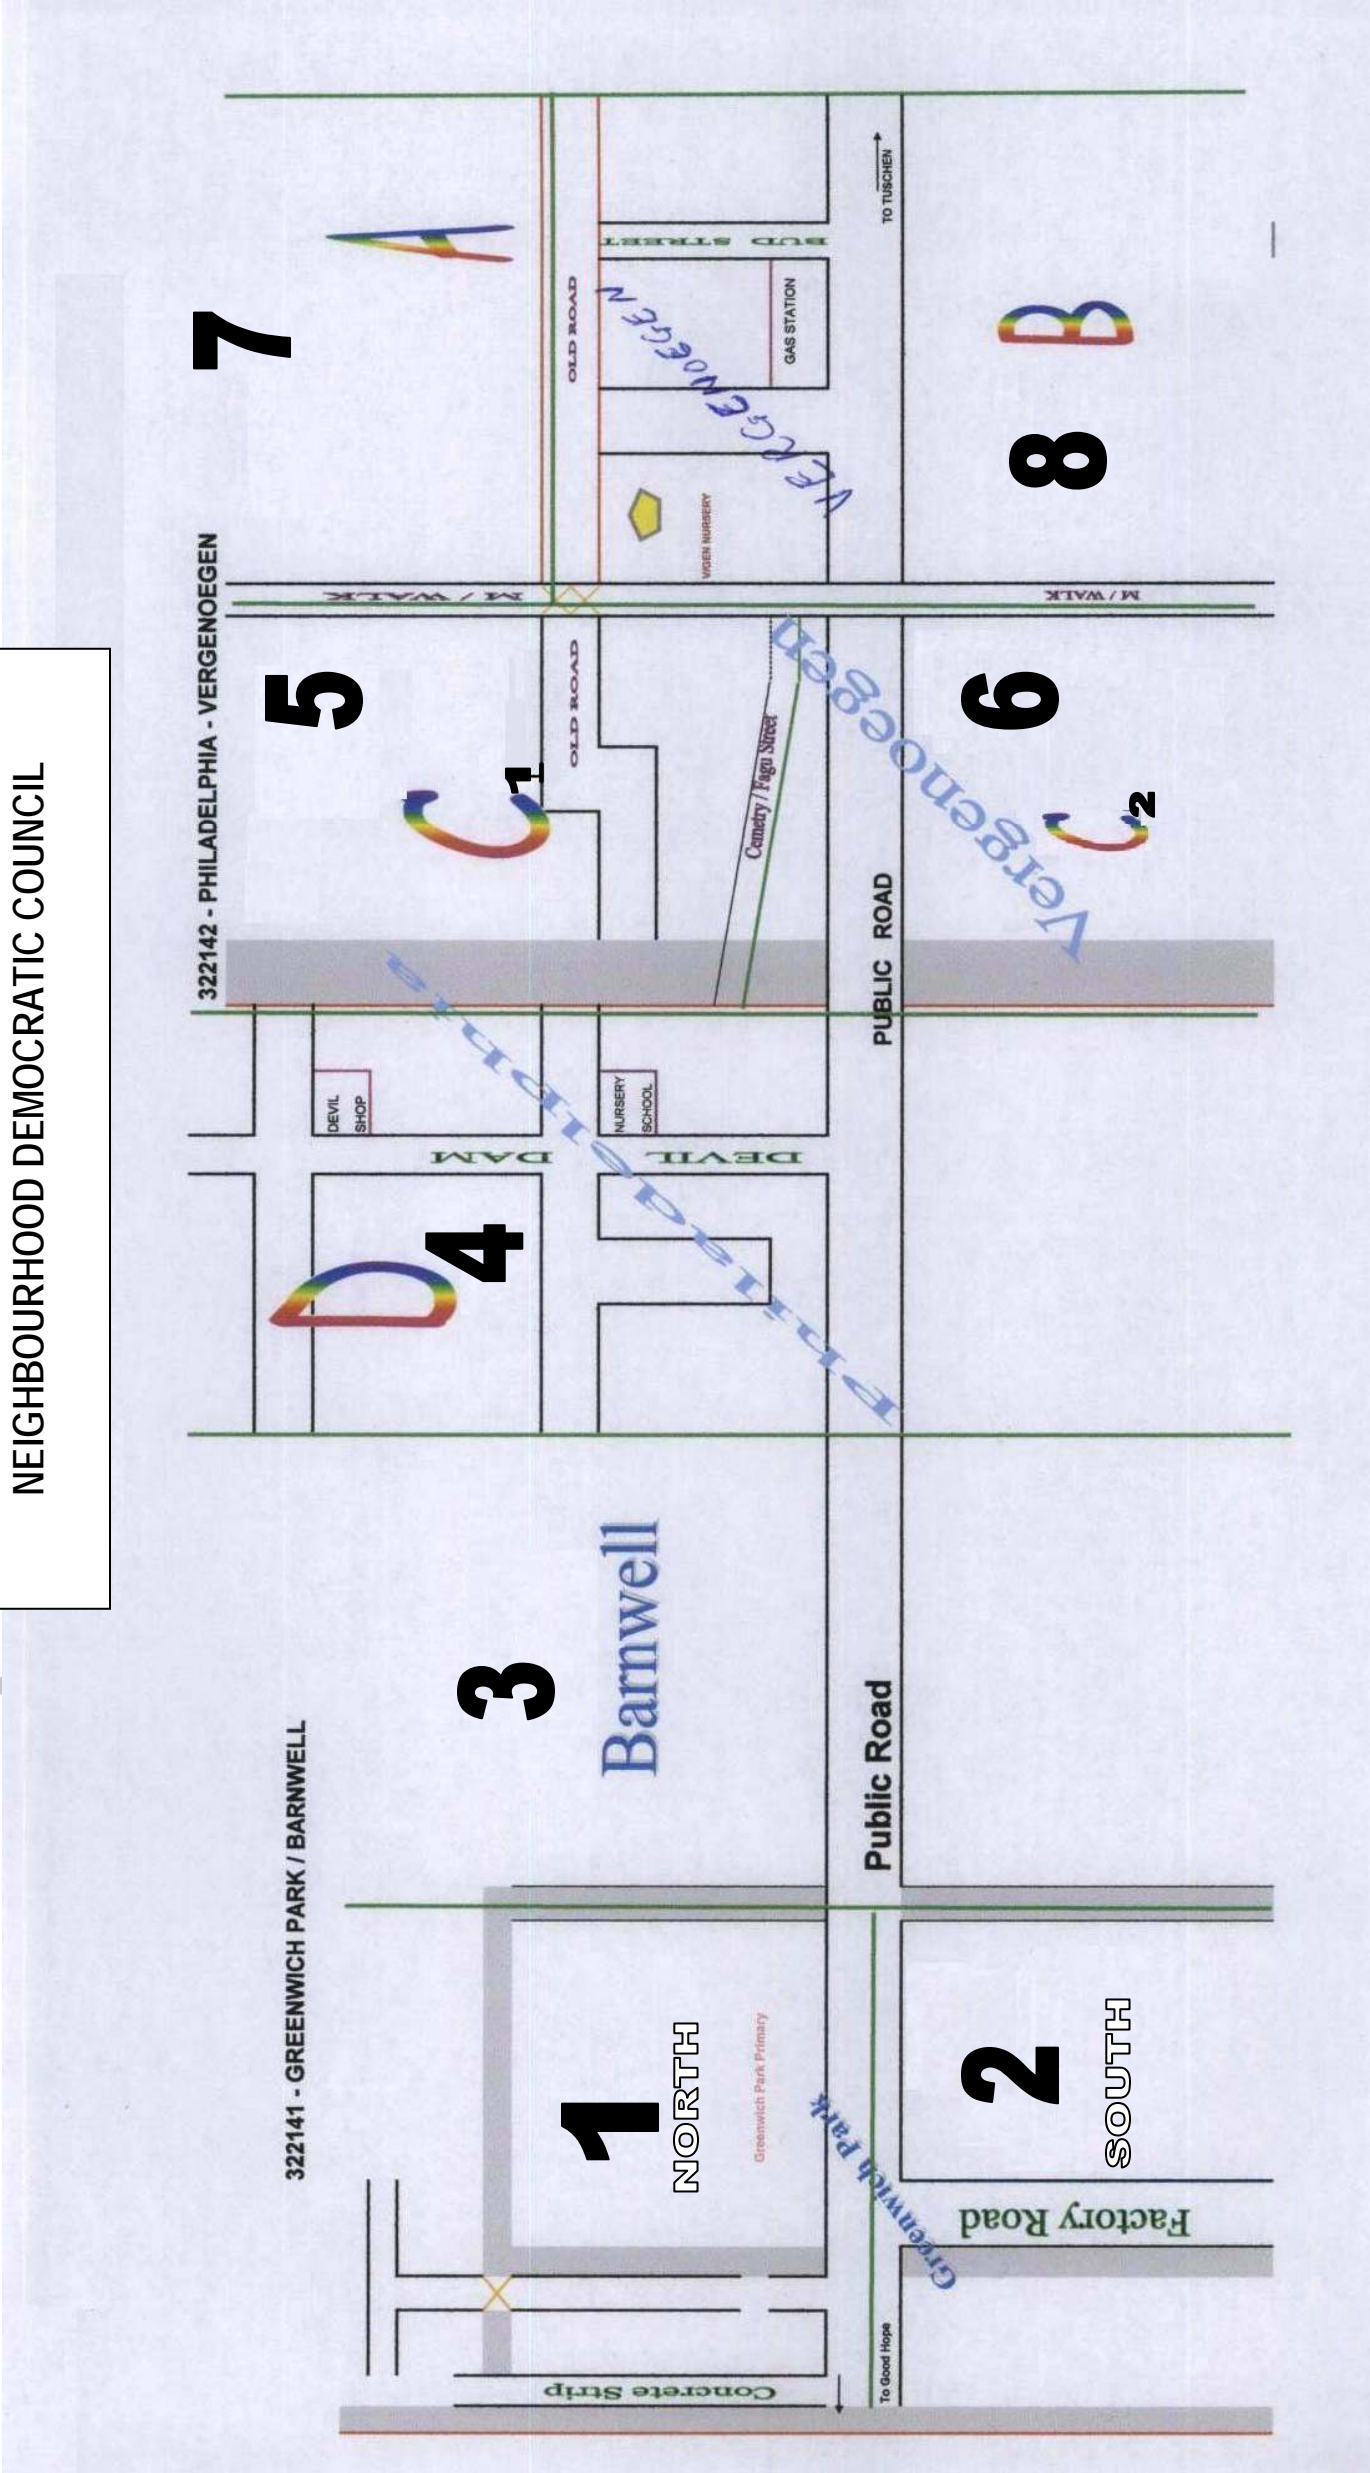 NEIGHBOURHOOD DEMOCRATIC COUNCIL
322141 - GREENWICH PARK / BARNWELL
322142 - PHILADELPHIA - VERGENOEGEN
7
A
5
C1
M / WALK
OLD ROAD
OLD ROAD
BUD STREET
VERGENOEGEN
GAS STATION
V/GEN NURSERY
TO TUSCHEN
8
B
M / WALK
6
C2
Vergenoegen
Cemetry / Fagu Street
PUBLIC ROAD
Philadelphia
DEVIL
SHOP
NURSERY
SCHOOL
DEVIL DAM
D
4
3
Barnwell
Public Road
1
NORTH
Greenwich Park Primary
Greenwich Park
2
SOUTH
Factory Road
Concrete Strip
To Good Hope